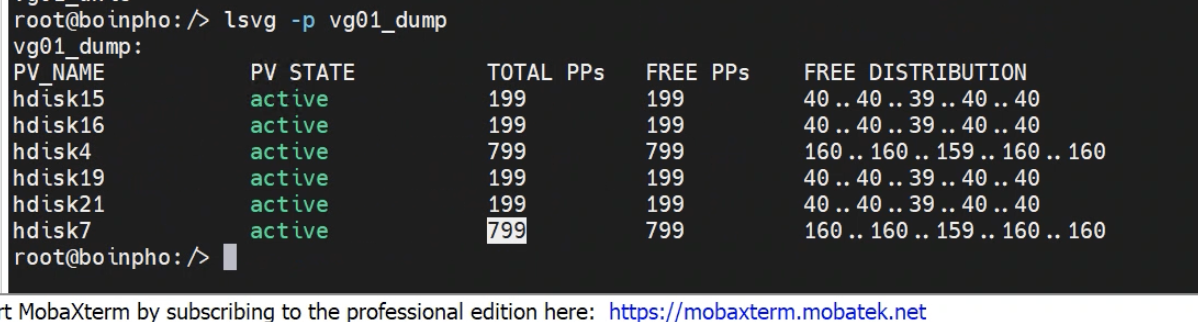 root@boinpho:/> lsvg -p vg01_dump
vg01_dump:
PV_NAME PV STATE TOTAL PPs FREE PPs FREE DISTRIBUTION
hdisk15 active 199 199 40..40..39..40..40
hdisk16 active 199 199 40..40..39..40..40
hdisk4 active 799 799 160..160..159..160..160
hdisk19 active 199 199 40..40..39..40..40
hdisk21 active 199 199 40..40..39..40..40
hdisk7 active 799 799 160..160..159..160..160
root@boinpho:/>
rt MobaXterm by subscribing to the professional edition here: https://mobaxterm.mobatek.net